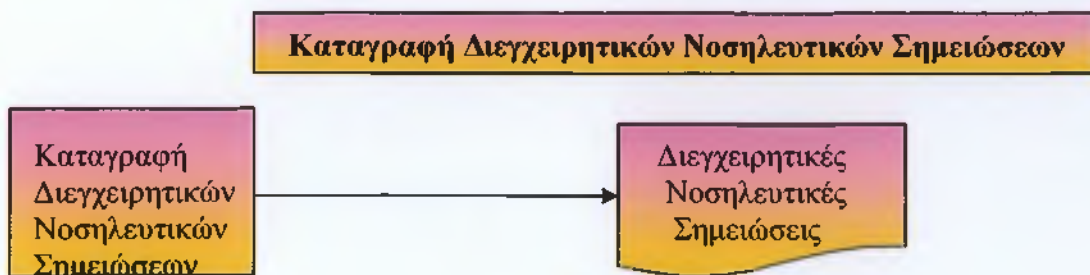 Καταγραφή Διεγχειρητικών Νοσηλευτικών Σημειώσεων
Καταγραφή
Διεγχειρητικών
Νοσηλευτικών
Σημειώσεων
Διεγχειρητικές
Νοσηλευτικές
Σημειώσεις